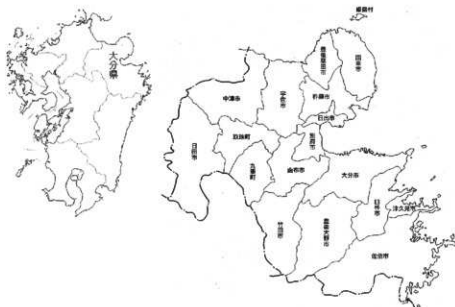 大分県
姫島村
豊後高田市
国東市
中津市
宇佐市
杵築市
日出市
別府市
日田市
玖珠町
九重町
由布市
大分市
臼杵市
津久見市
竹田市
豊後大野市
佐伯市